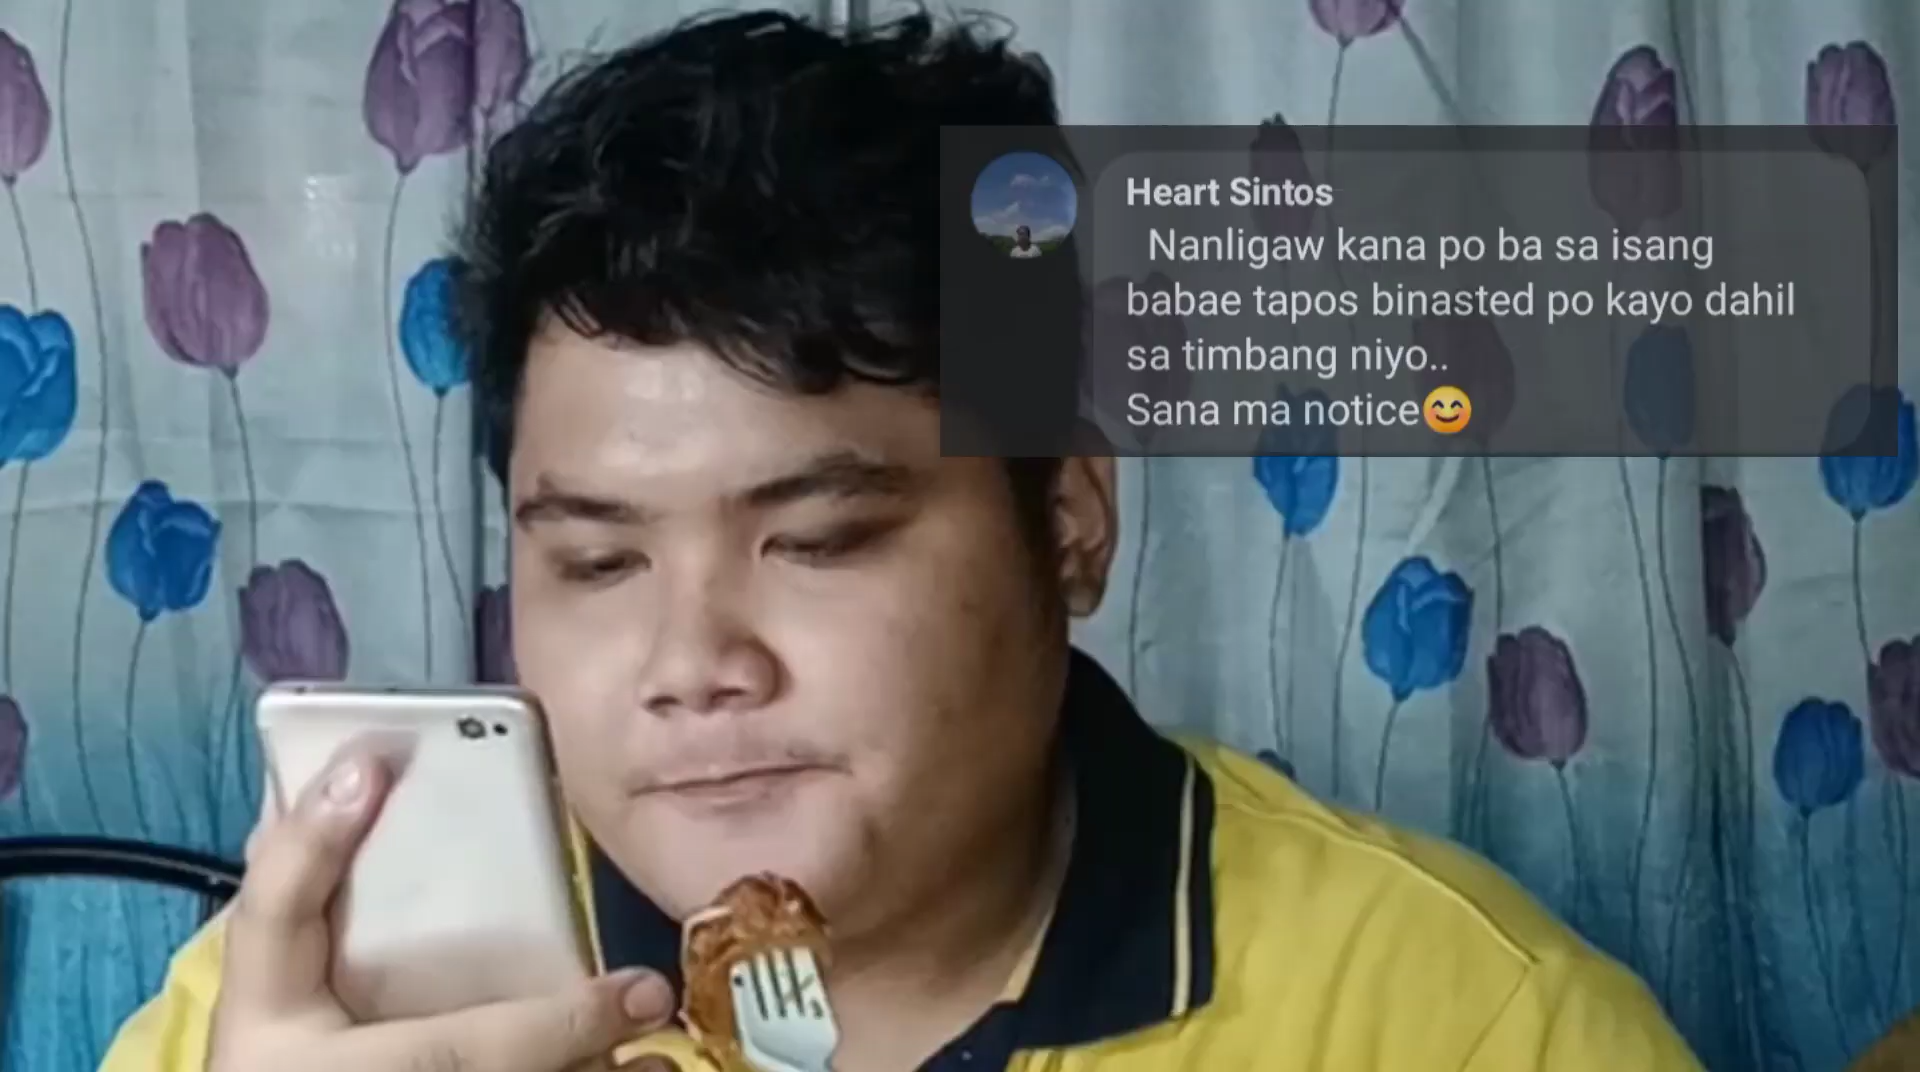 Heart Sintos
Nanligaw kana po ba sa isang
babae tapos binasted po kayo dahil
sa timbang niyo..
Sana ma notice😊